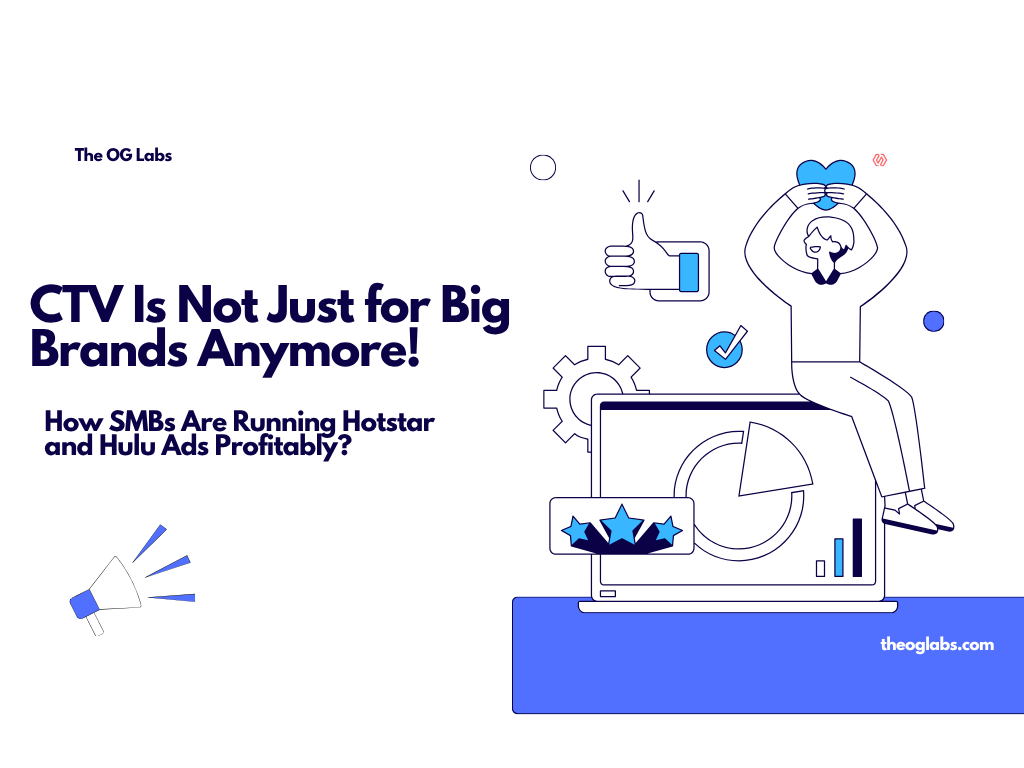 The OG Labs
CTV Is Not Just for Big
Brands Anymore!
How SMBs Are Running Hotstar
and Hulu Ads Profitably?
theoglabs.com